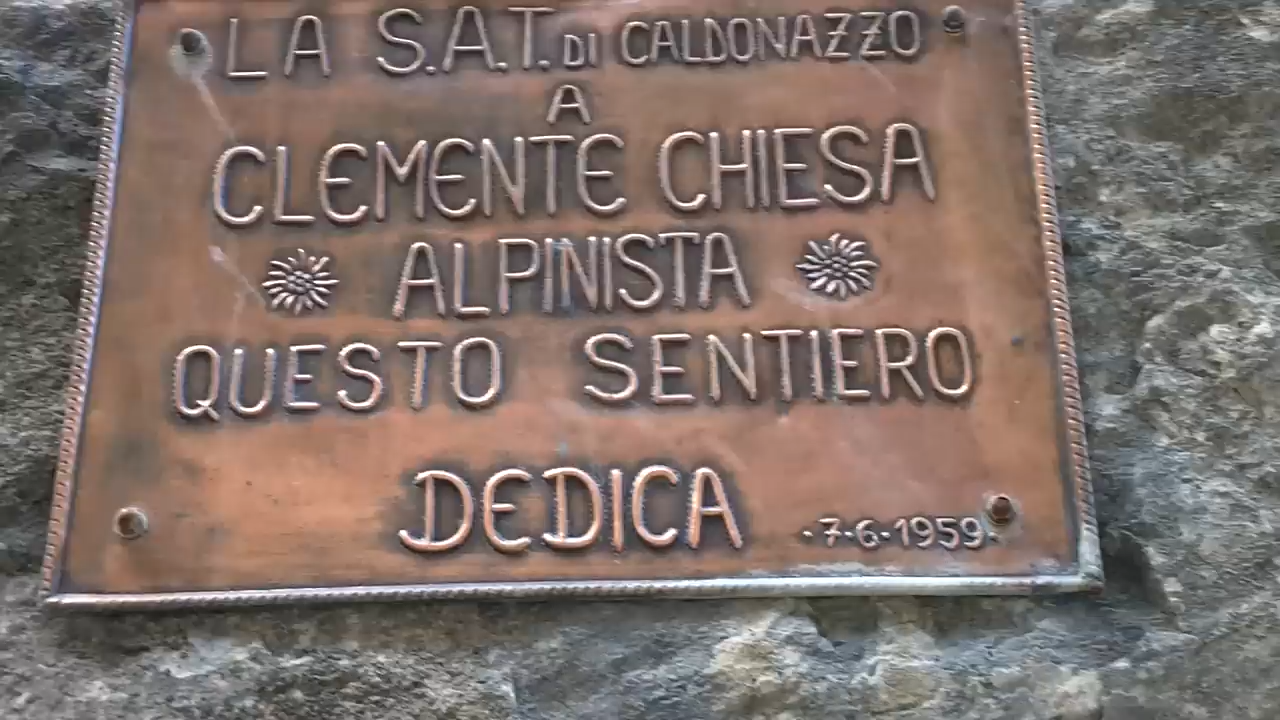 LA S.A.T. DI CALDONAZZO
A
CLEMENTE CHIESA
ALPINISTA
QUESTO SENTIERO
DEDICA
·7·6·1959·